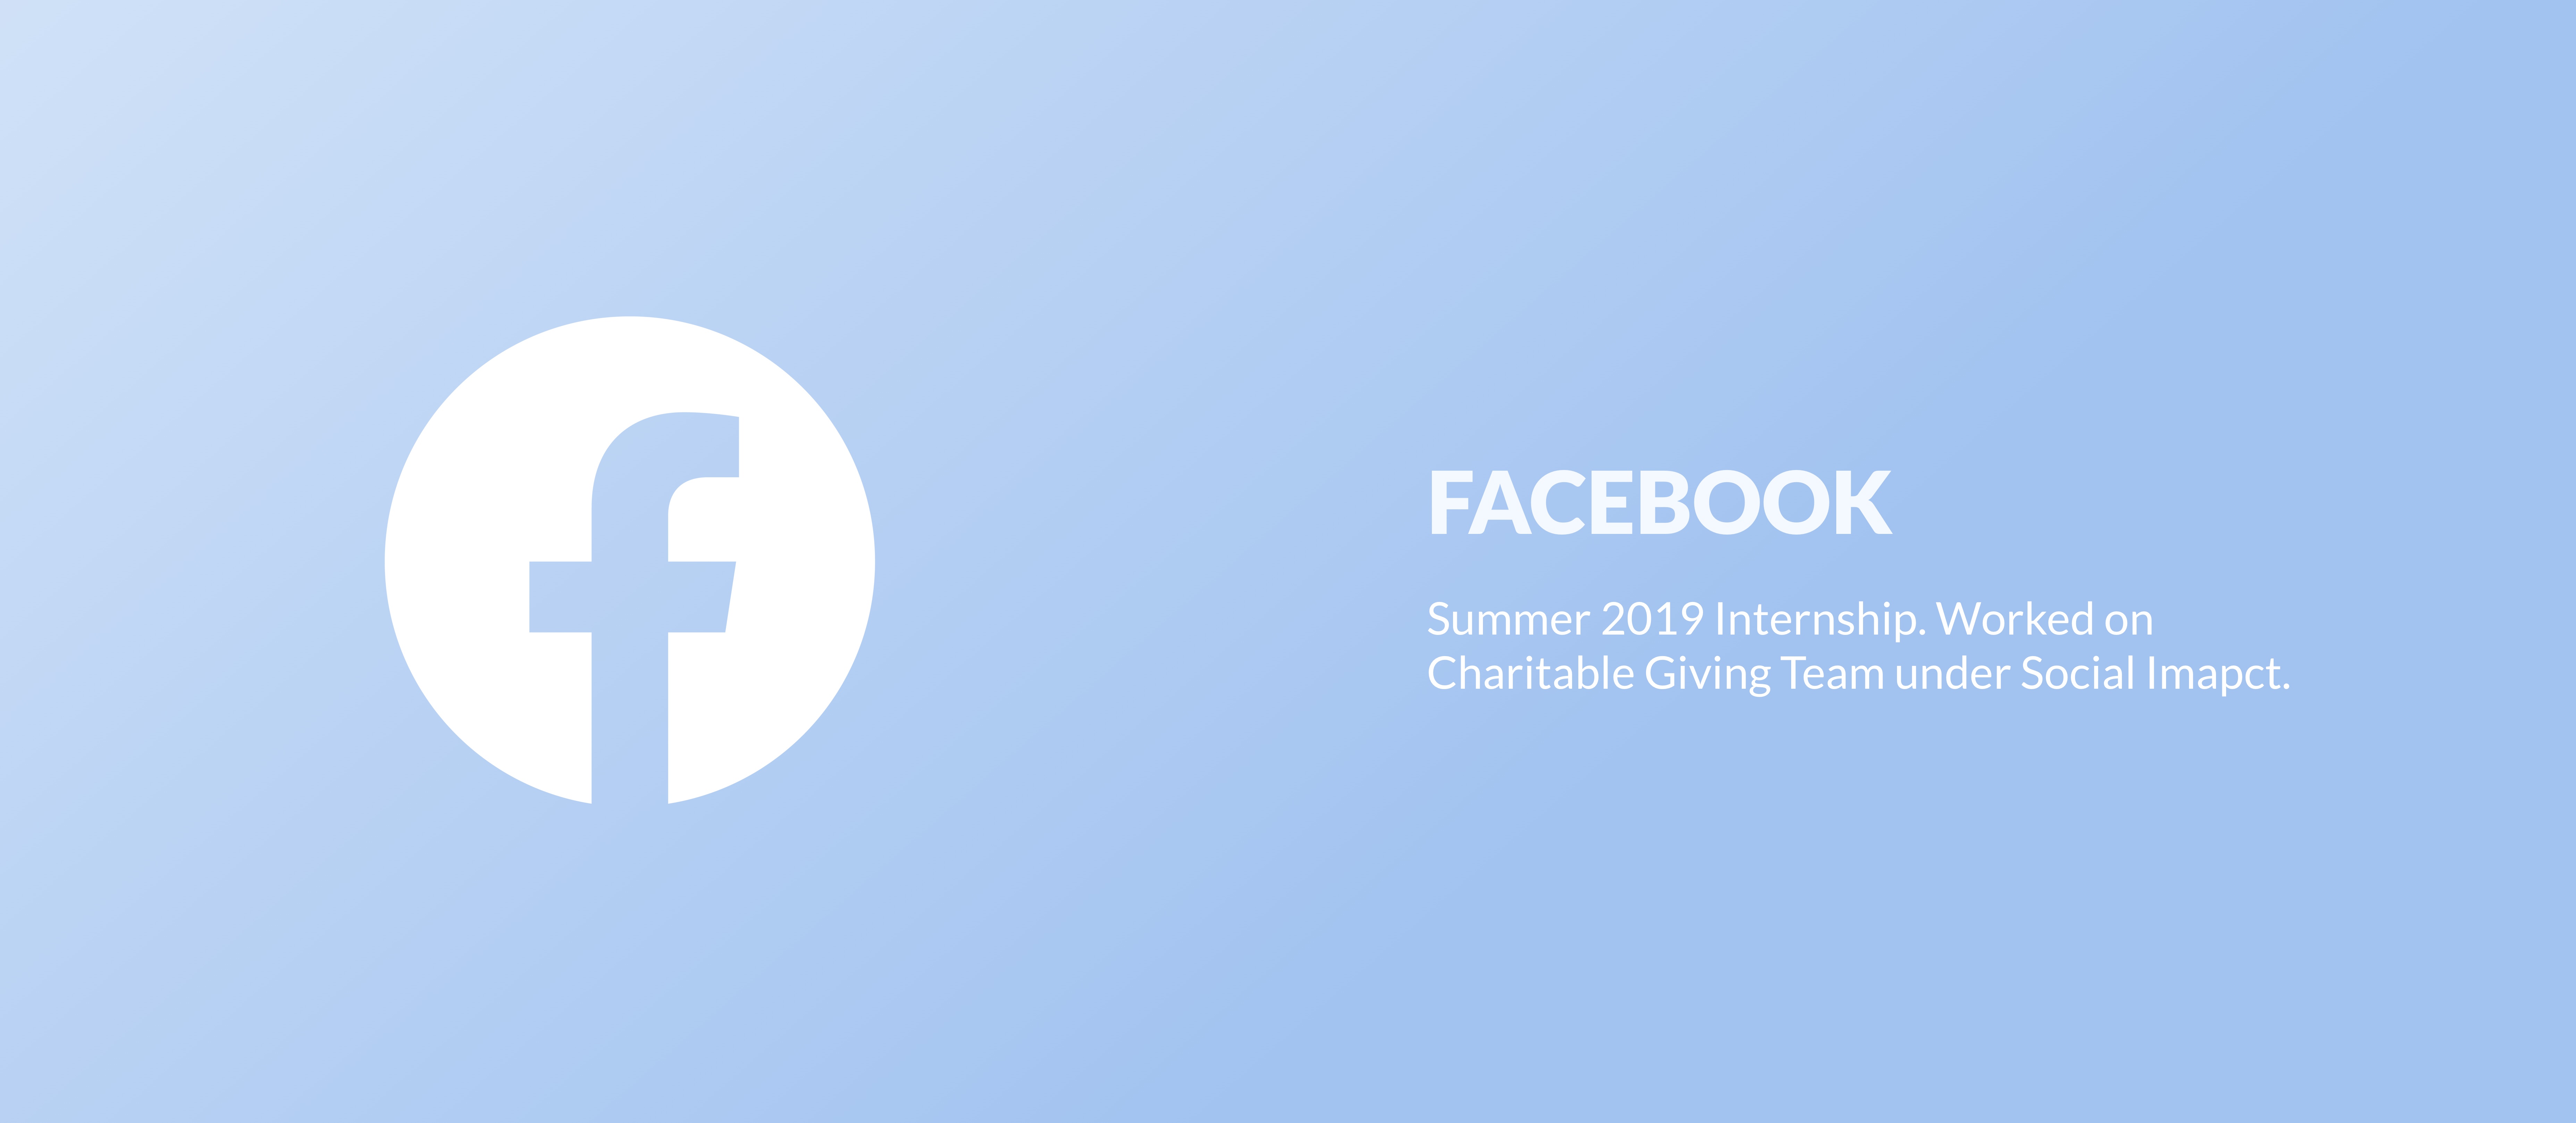 FACEBOOK
Summer 2019 Internship. Worked on
Charitable Giving Team under Social Imapct.